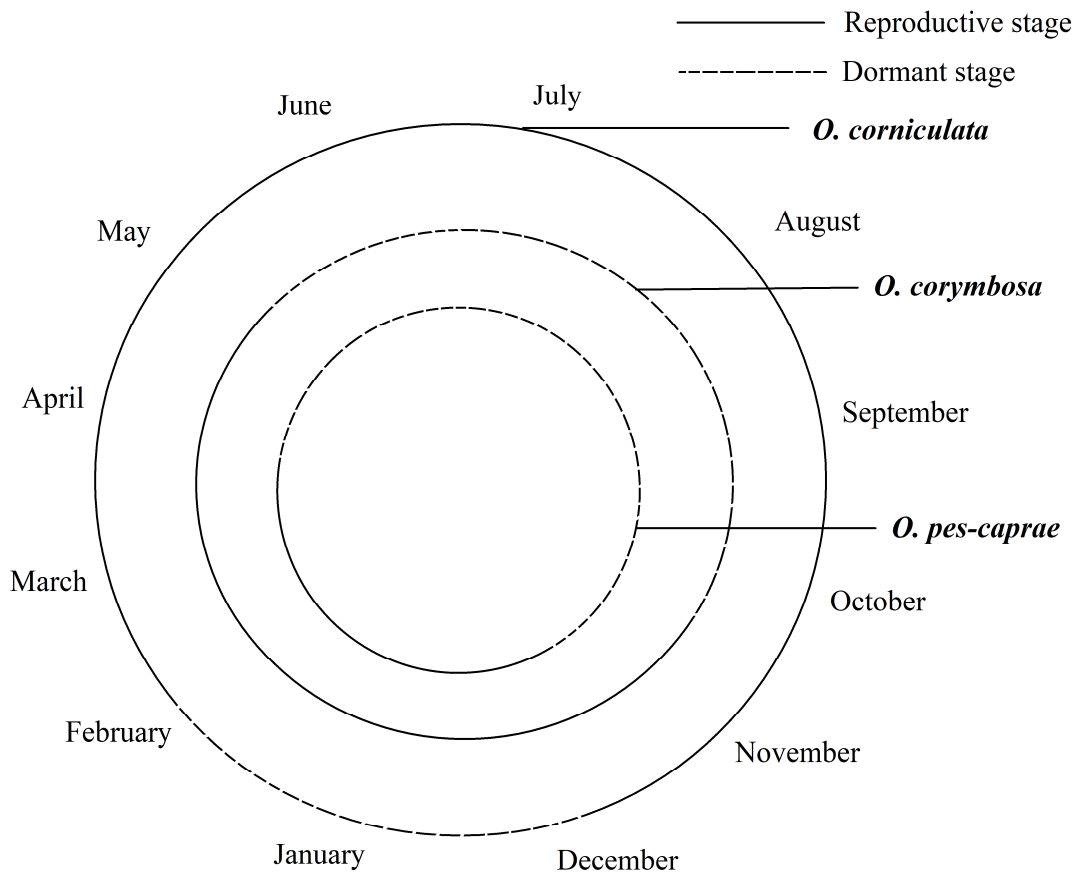 Reproductive stage
Dormant stage
June
July
O. corniculata
May
August
O. corymbosa
April
September
O. pes-caprae
March
October
February
November
January
December